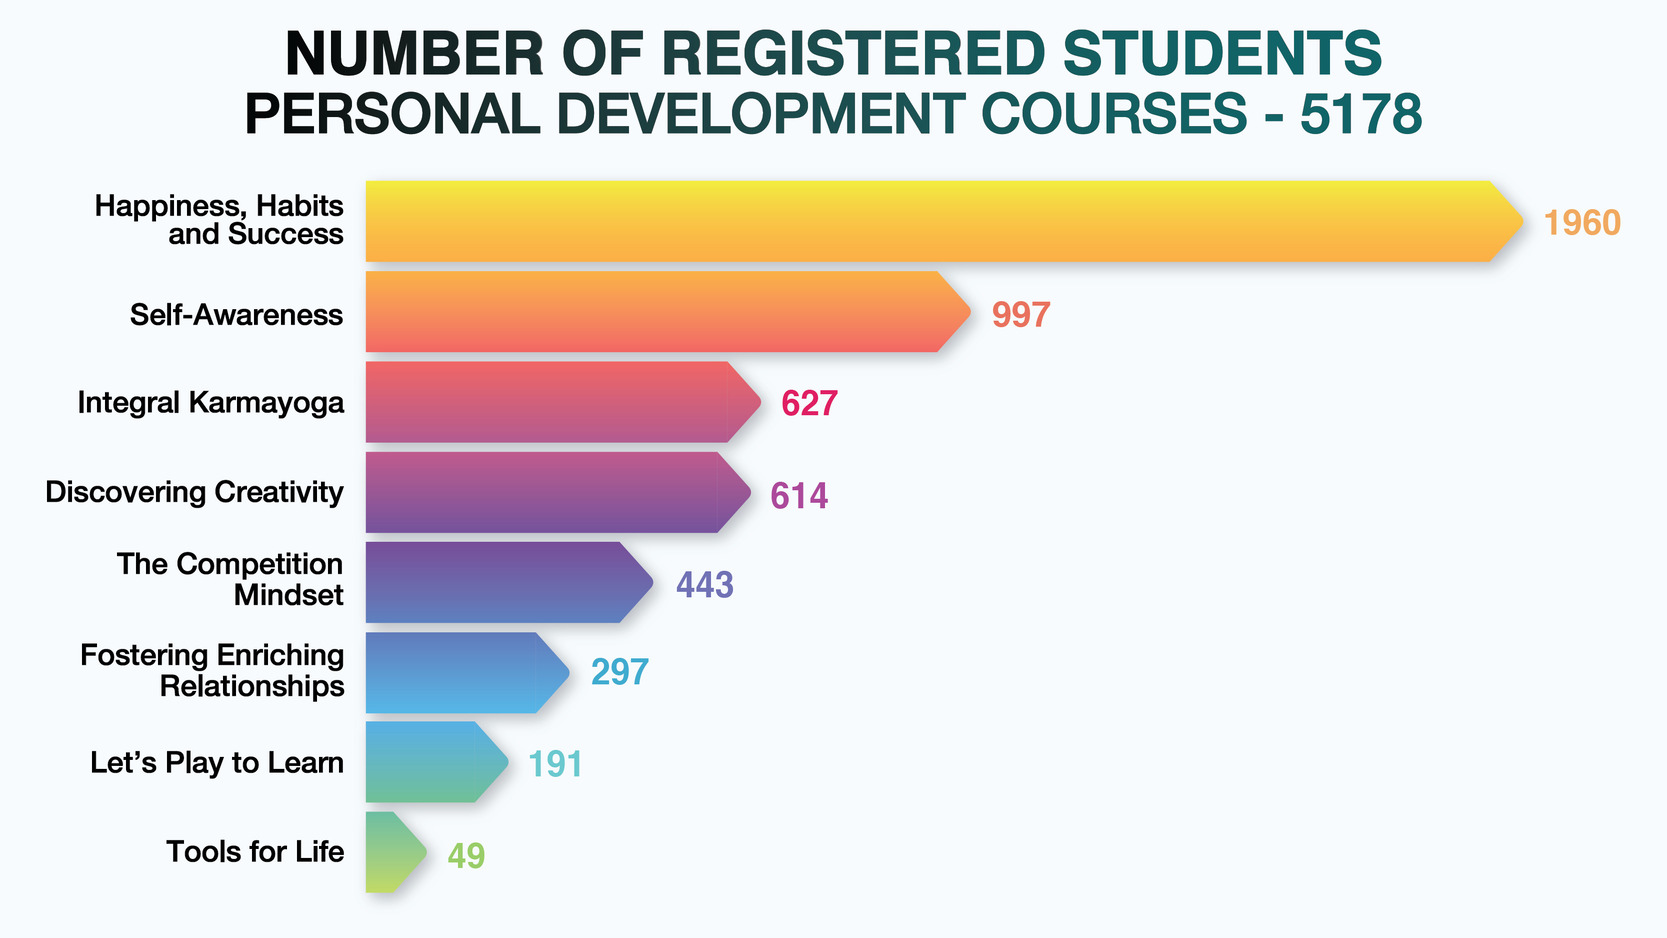 NUMBER OF REGISTERED STUDENTS
PERSONAL DEVELOPMENT COURSES - 5178
Happiness, Habits
and Success
1960
Self-Awareness
997
Integral Karmayoga
627
Discovering Creativity
614
The Competition
Mindset
443
Fostering Enriching
Relationships
297
Let’s Play to Learn
191
Tools for Life
49